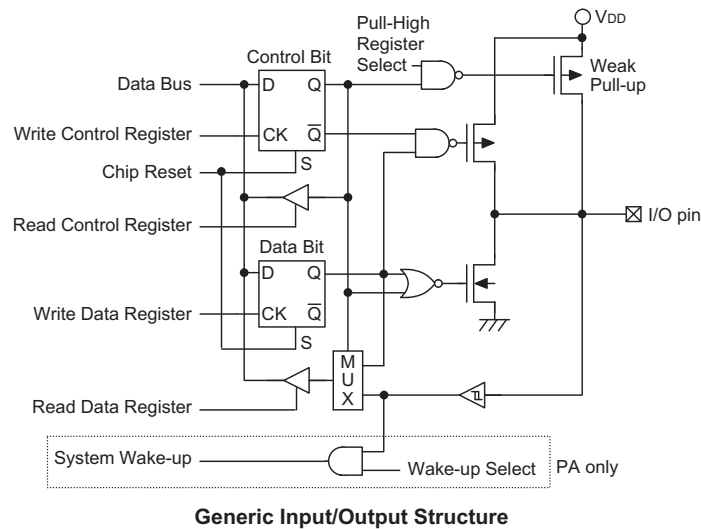 VDD
Pull-High
Register
Select
Control Bit
Weak
Pull-up
Data Bus
D
Q
Write Control Register
CK
Q
Chip Reset
S
I/O pin
Read Control Register
Data Bit
D
Q
Write Data Register
CK
Q
S
M
U
X
Read Data Register
System Wake-up
Wake-up Select
PA only
Generic Input/Output Structure